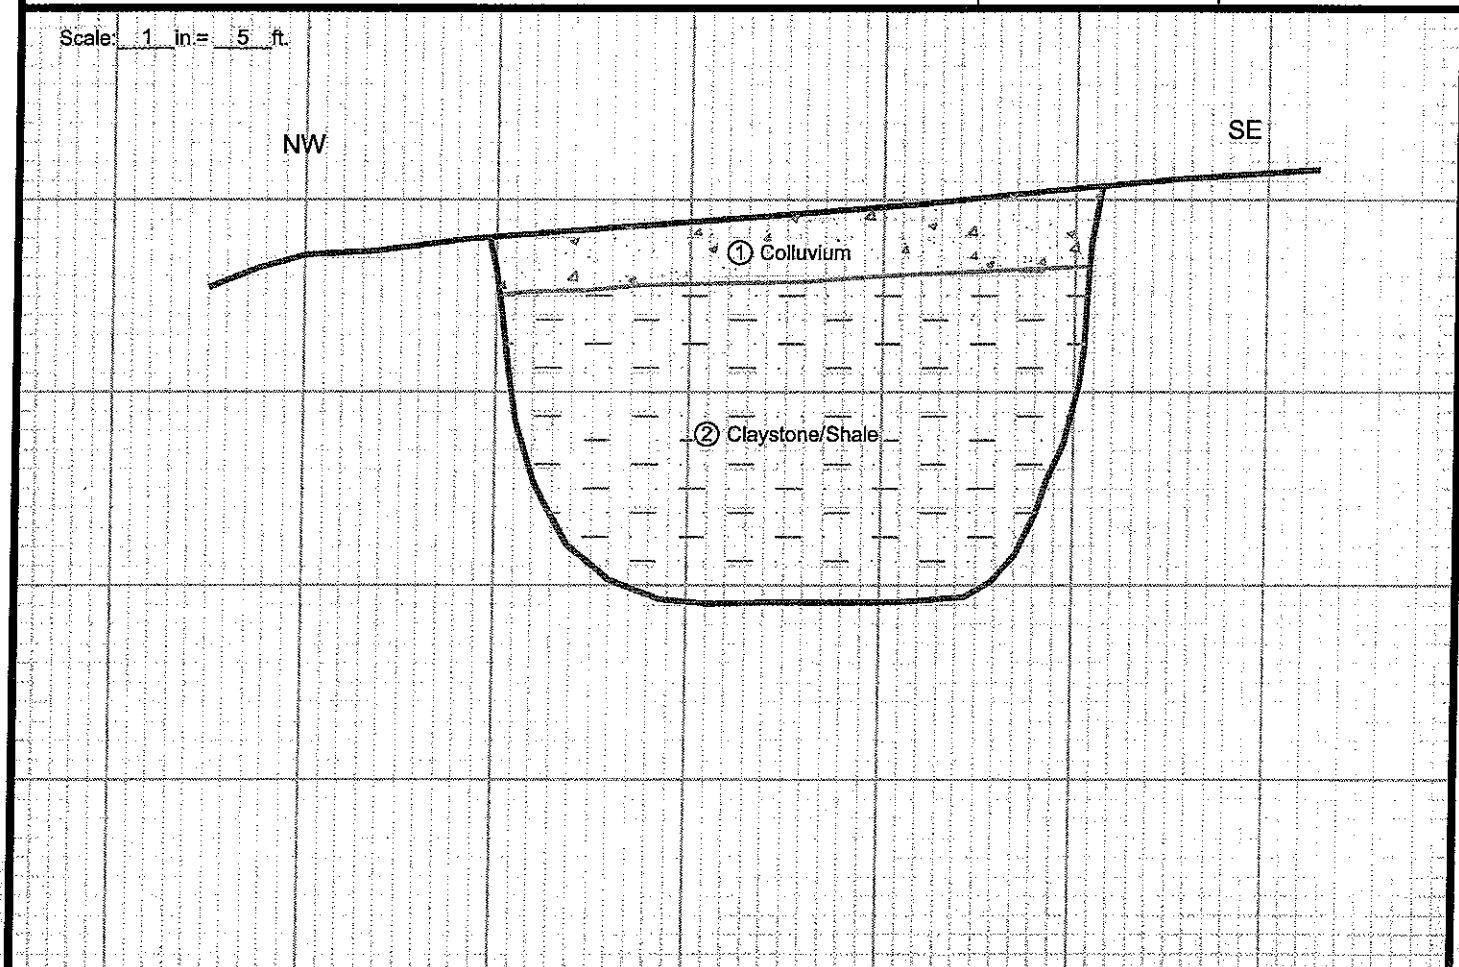 Scale: 1 in.= 5 ft.
NW
SE
① Colluvium
② Claystone/Shale